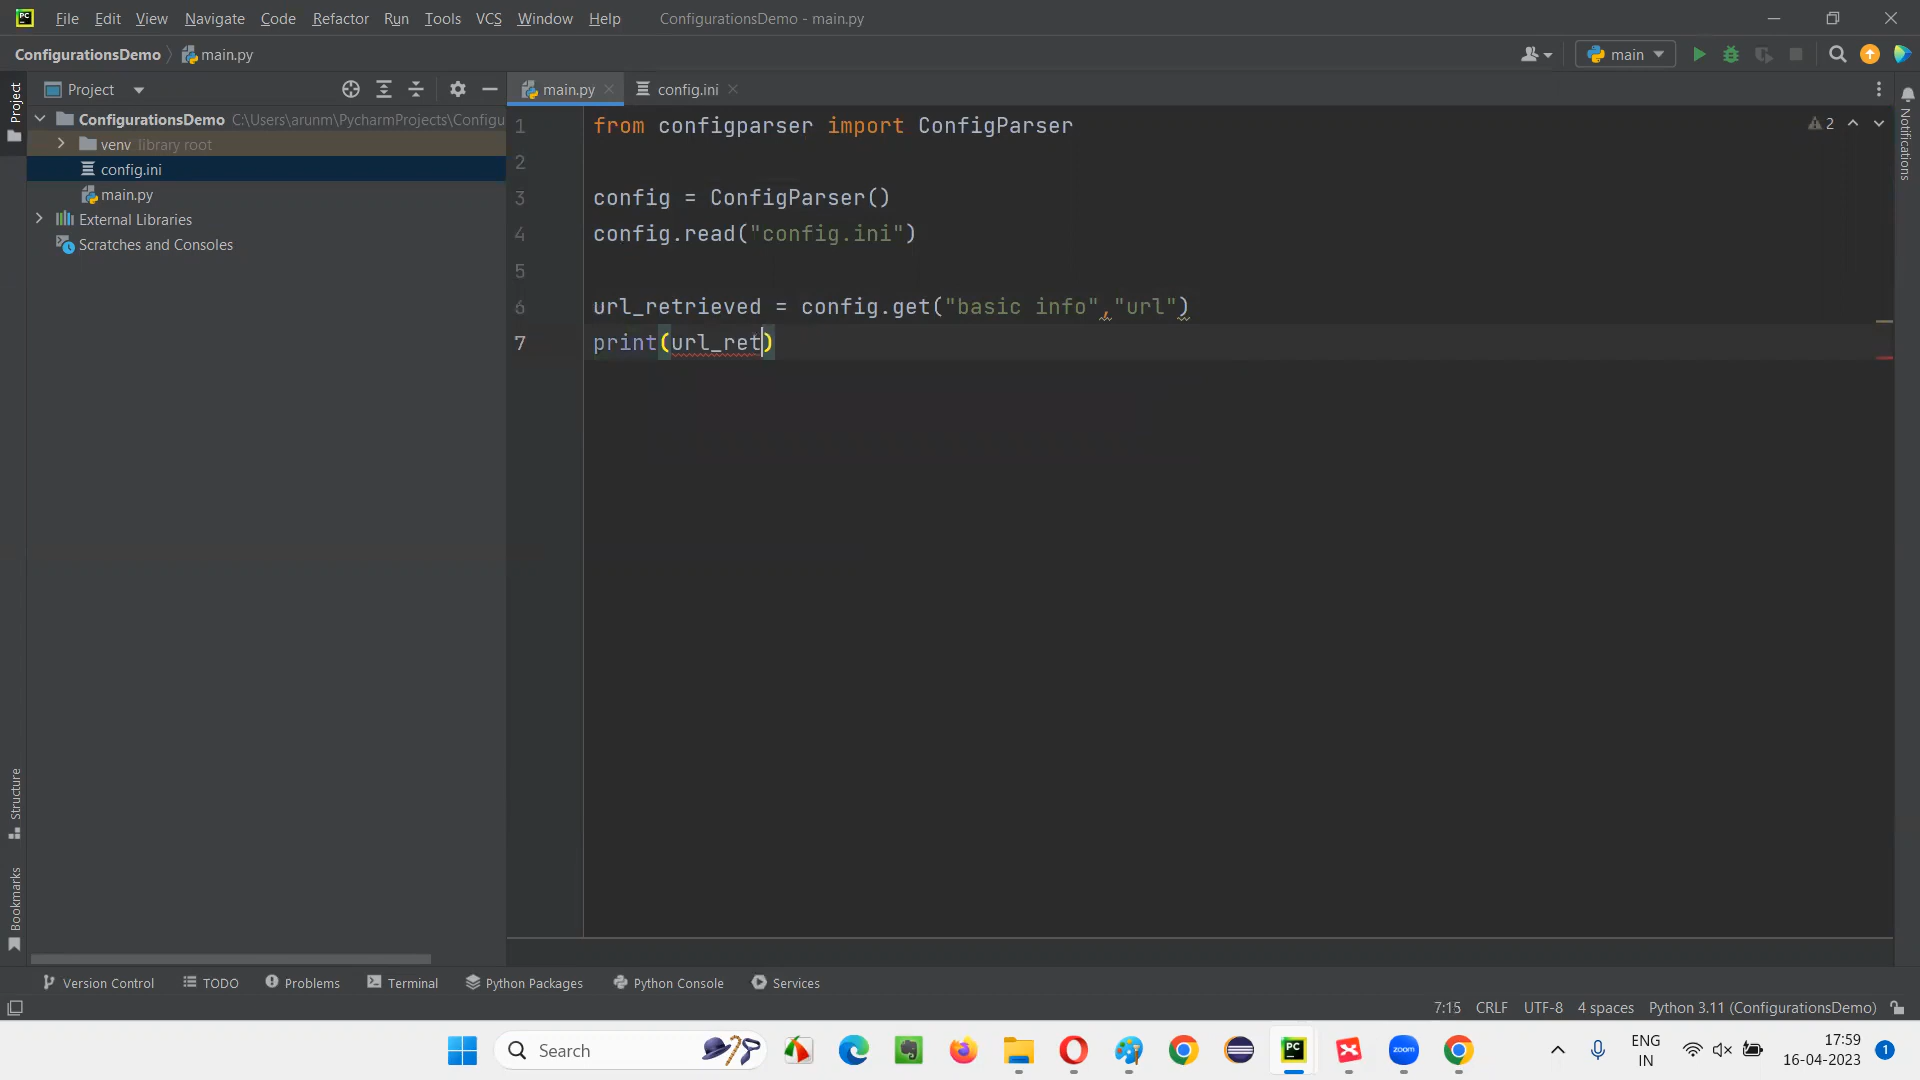 PC File Edit View Navigate Code Refactor Run Tools VCS Window Help ConfigurationsDemo - main.py
ConfigurationsDemo main.py main
Project
Project
main.py
config.ini
Notifications
ConfigurationsDemo C:\Users\arunm\PycharmProjects\Configu
venv library root
config.ini
main.py
External Libraries
Scratches and Consoles
1 from configparser import ConfigParser
2
2
3 config = ConfigParser()
4 config.read("config.ini")
5
6 url_retrieved = config.get("basic info","url")
7 print(url_ret)
Structure
Bookmarks
Version Control TODO Problems Terminal Python Packages Python Console Services
7:15 CRLF UTF-8 4 spaces Python 3.11 (ConfigurationsDemo)
Search
PC
zoom
ENG
IN
17:59
16-04-2023
1